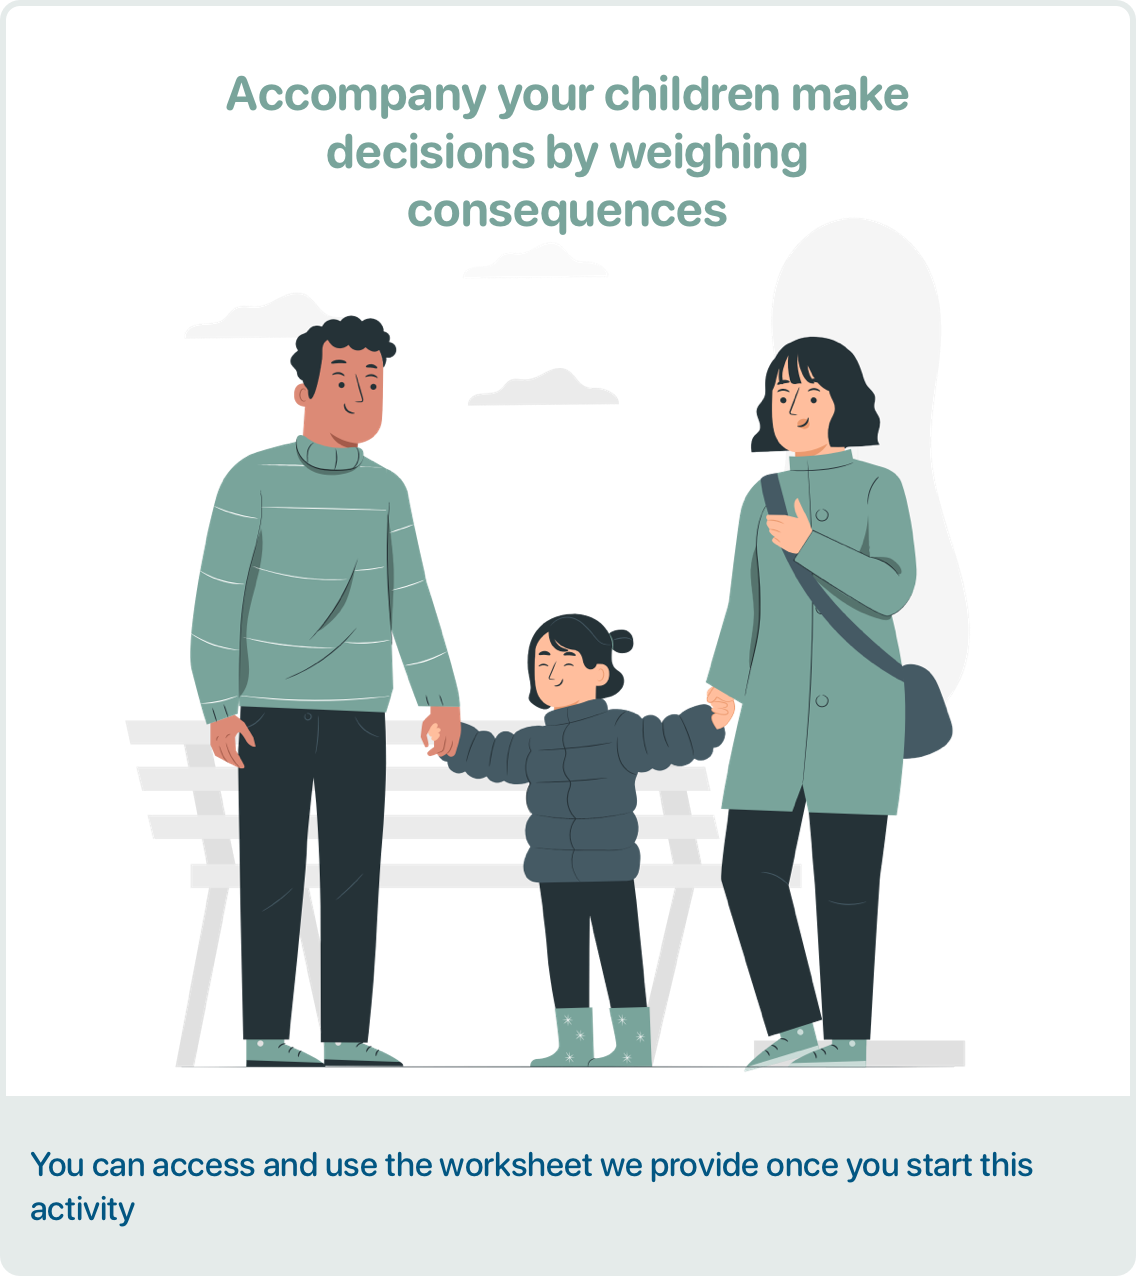 Accompany your children make
decisions by weighing
consequences
You can access and use the worksheet we provide once you start this
activity